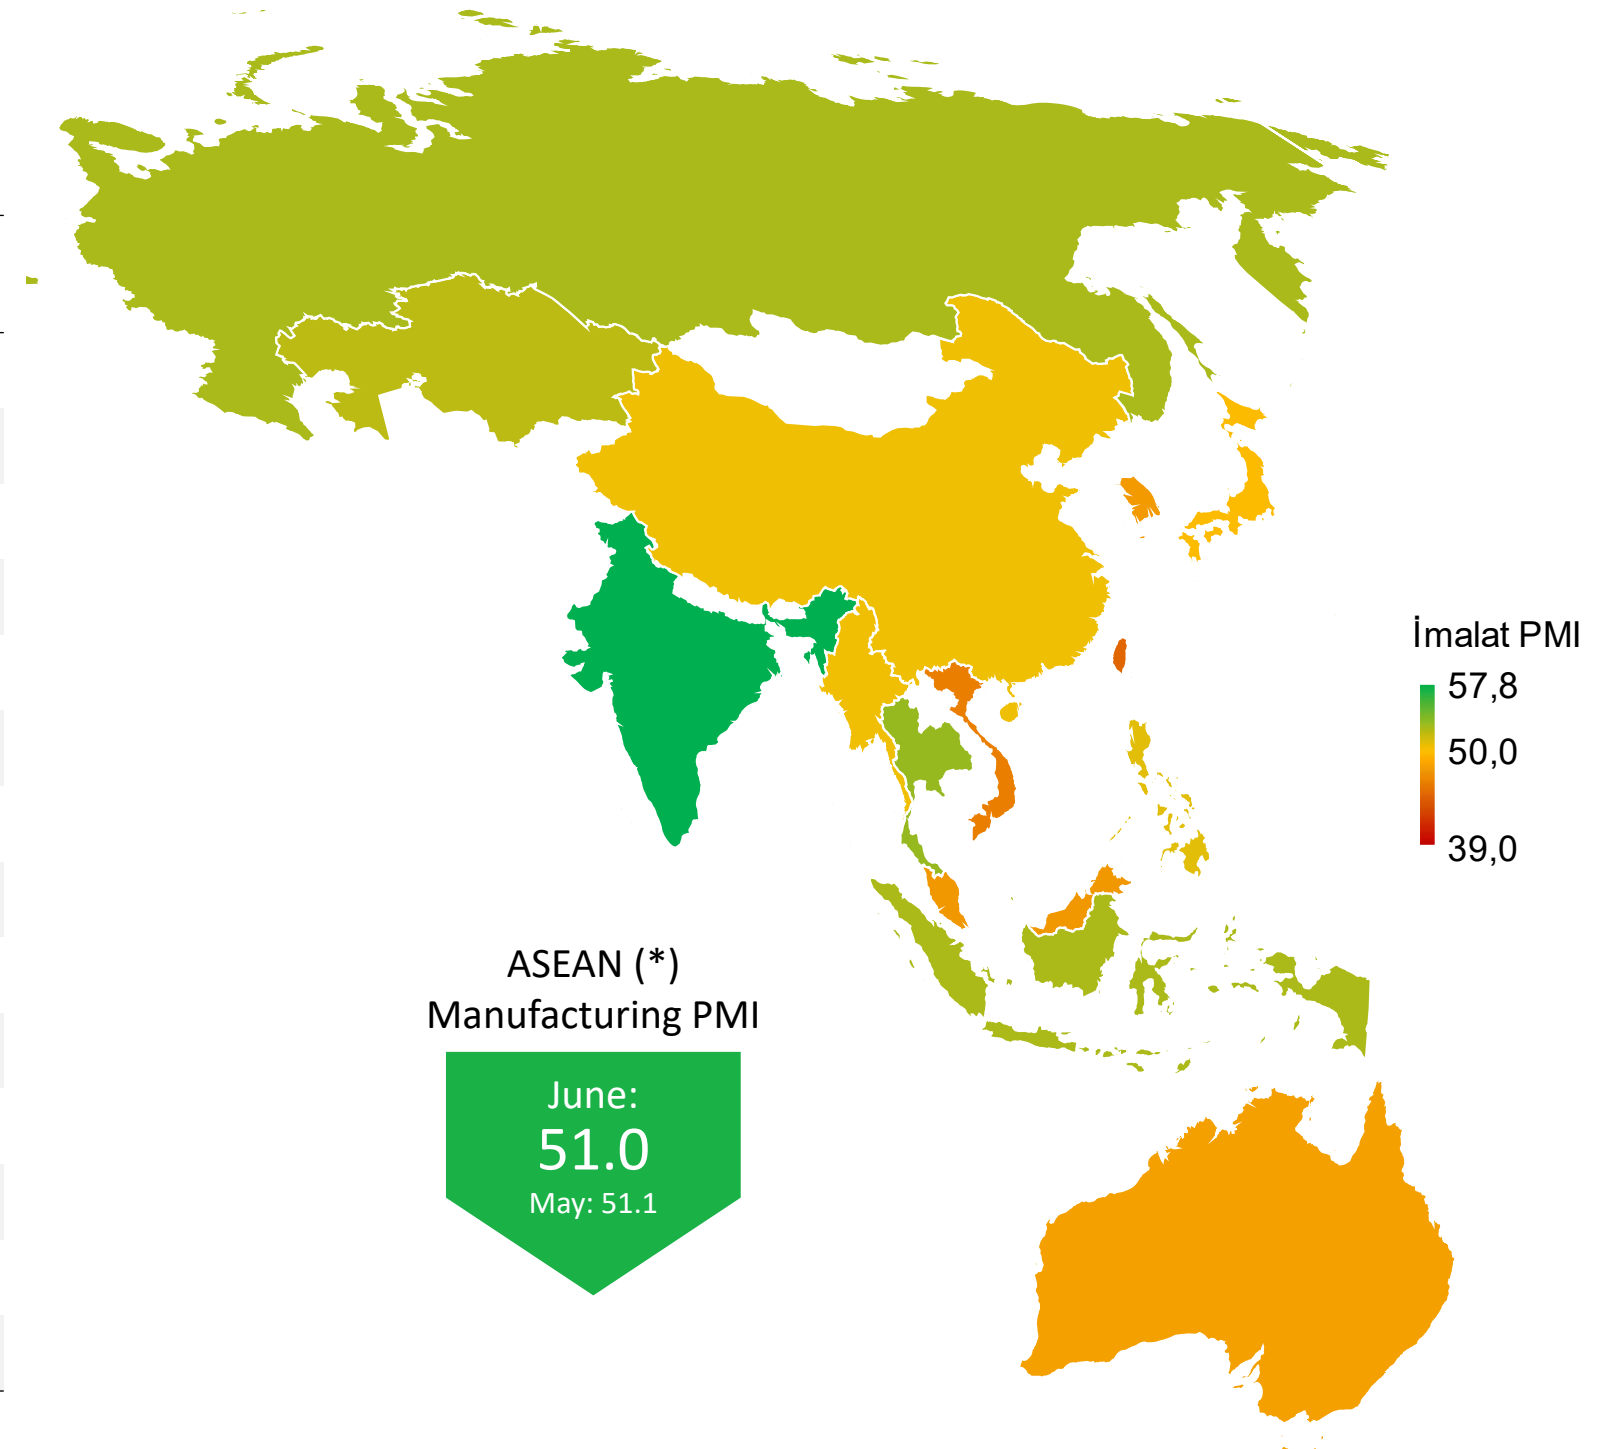 İmalat PMI
57,8
50,0
39,0
ASEAN (*)
Manufacturing PMI
June:
51.0
May: 51.1